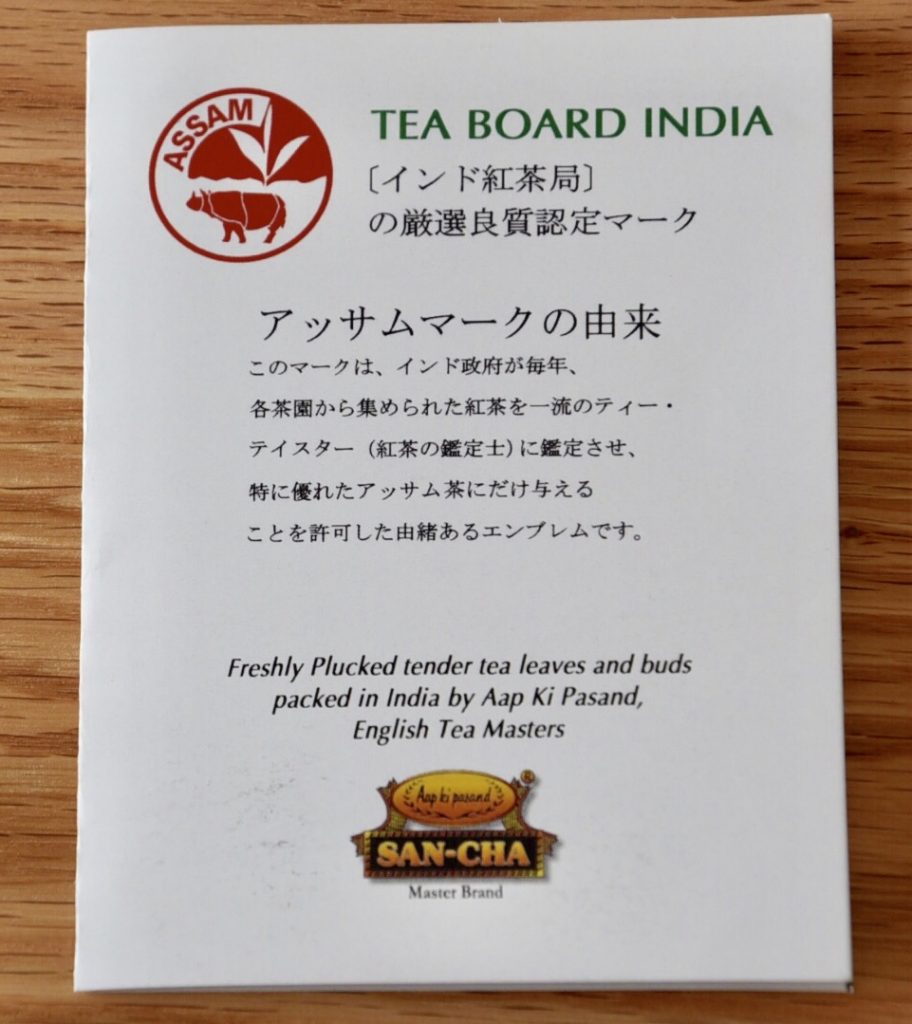 ASSAM
TEA BOARD INDIA
〔インド紅茶局〕
の厳選良質認定マーク
アッサムマークの由来
このマークは、インド政府が毎年、
各茶園から集められた紅茶を一流のティー・
テイスター (紅茶の鑑定士) に鑑定させ、
特に優れたアッサム茶にだけ与える
ことを許可した由緒あるエンブレムです。
Freshly Plucked tender tea leaves and buds
packed in India by Aap Ki Pasand,
English Tea Masters
Aap ki pasand ®
SAN-CHA
Master Brand